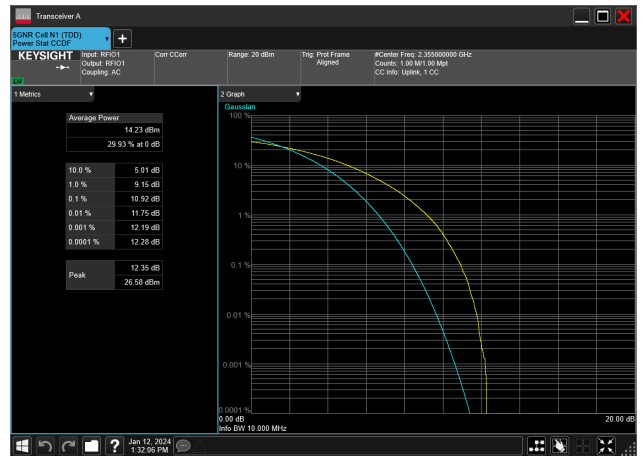 Transceiver A
5GNR Cell N1 (TDD)
Power Stat CCDF
KEYSIGHT
LXI
Input: RFIO1
Output: RFIO1
Coupling: AC
Corr CCorr
Range: 20 dBm
Trig: Prot Frame
Aligned
#Center Freq: 2.355000000 GHz
Counts: 1.00 M/1.00 Mpt
CC Info: Uplink, 1 CC
1 Metrics
Average Power
14.23 dBm
29.93 % at 0 dB
10.0 % 5.01 dB
1.0 % 9.15 dB
0.1 % 10.92 dB
0.01 % 11.75 dB
0.001 % 12.19 dB
0.0001 % 12.28 dB
Peak 12.35 dB
26.58 dBm
2 Graph
Gaussian
100 %
10 %
1 %
0.1 %
0.01 %
0.001 %
0.0001 %
0.00 dB 20.00 dB
Info BW 10.000 MHz
Jan 12, 2024
1:32:06 PM